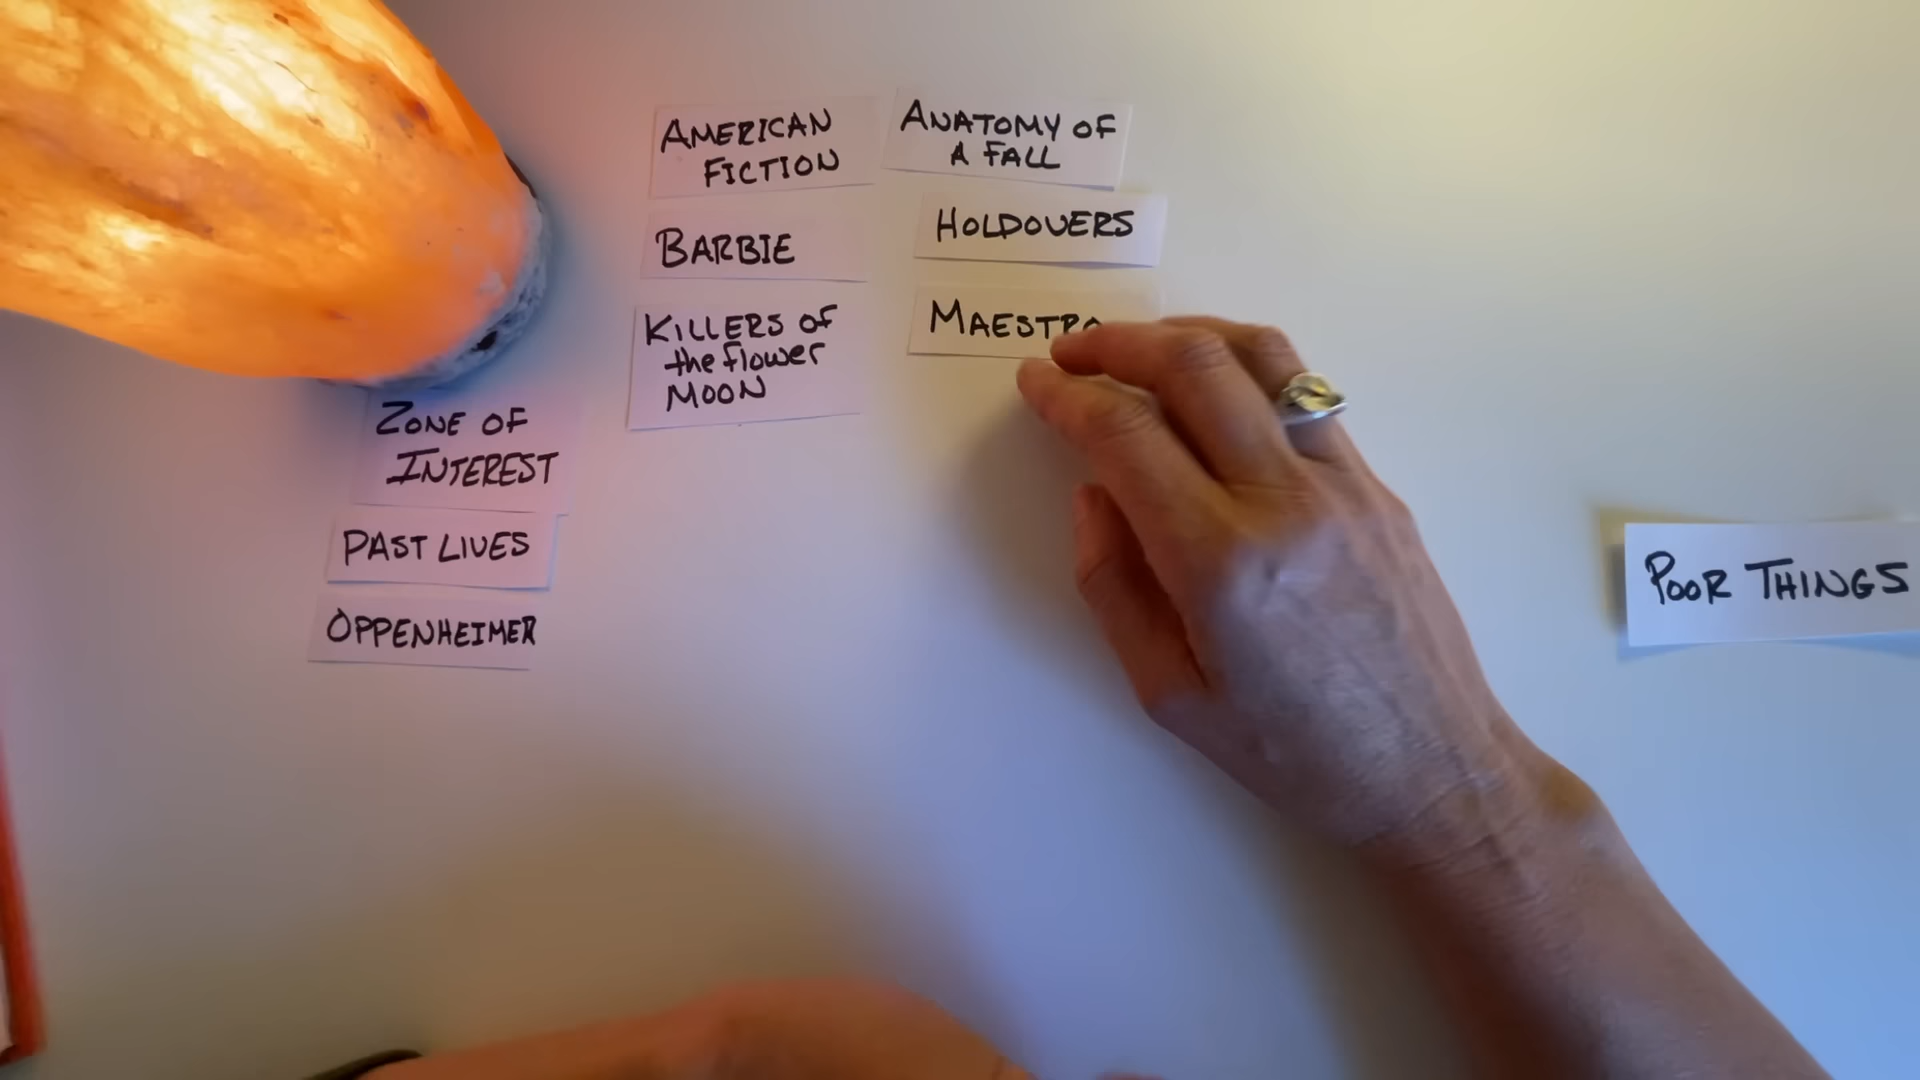 AMERICAN
FICTION
ANATOMY OF
A FALL
BARBIE
HOLDOVERS
KILLERS OF
the flower
MOON
MAESTRO
ZONE OF
INTEREST
PAST LIVES
OPPENHEIMER
POOR THINGS